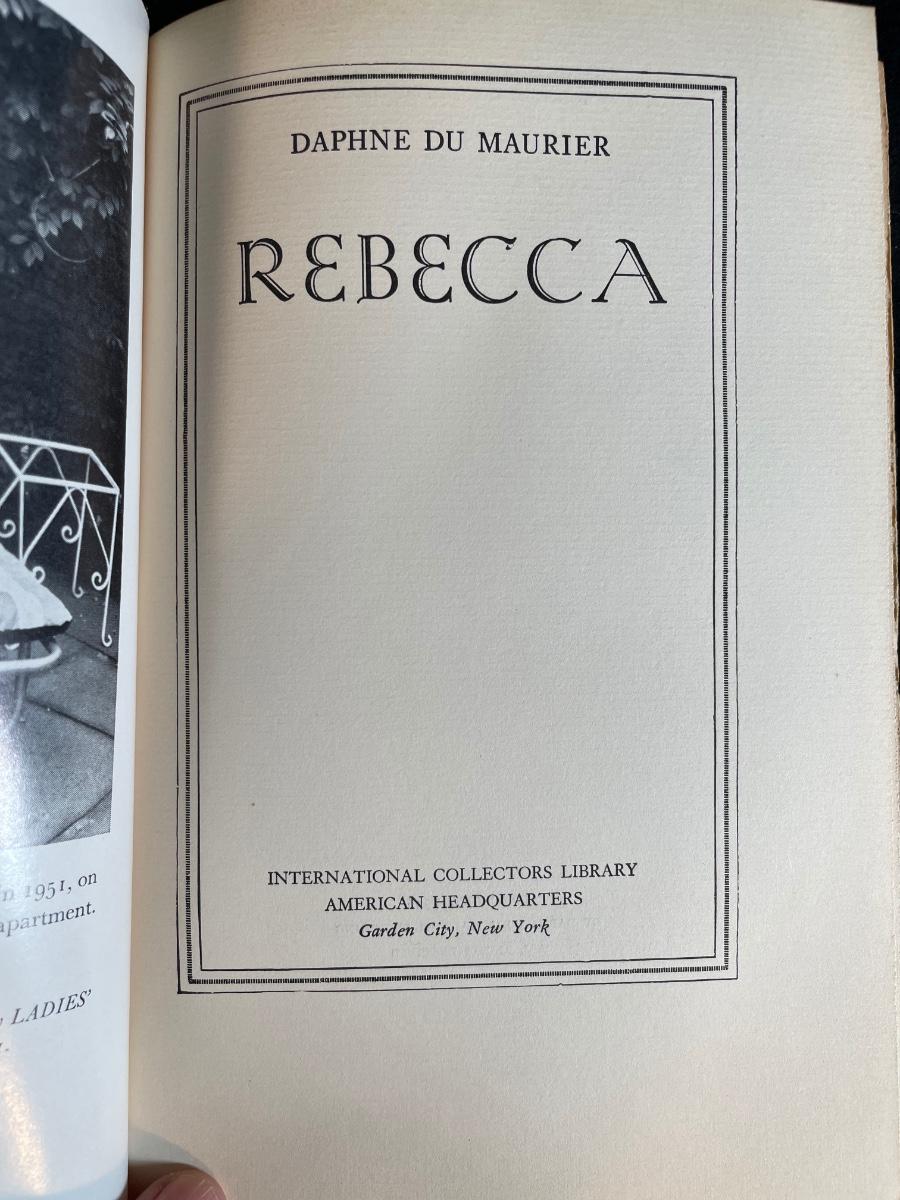 1951, on
apartment.
LADIES'
DAPHNE DU MAURIER
REBECCA
INTERNATIONAL COLLECTORS LIBRARY
AMERICAN HEADQUARTERS
Garden City, New York